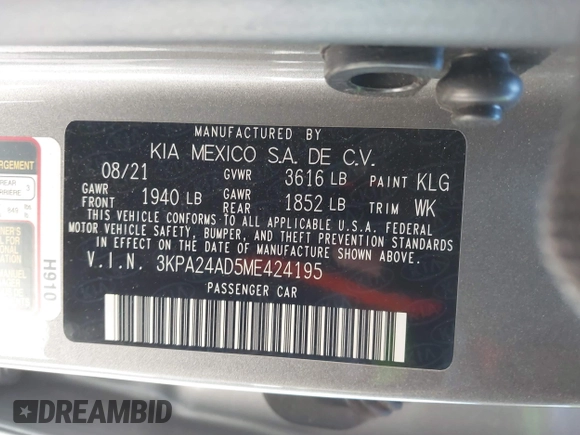 MANUFACTURED BY
KIA MEXICO S.A. DE C.V.
08/21 GVWR 3616 LB PAINT KLG
GAWR FRONT 1940 LB GAWR REAR 1852 LB TRIM WK
THIS VEHICLE CONFORMS TO ALL APPLICABLE U.S.A. FEDERAL
MOTOR VEHICLE SAFETY, BUMPER, AND THEFT PREVENTION STANDARDS
IN EFFECT ON THE DATE OF MANUFACTURE SHOWN ABOVE.
V.I.N. 3KPA24AD5ME424195
PASSENGER CAR
H910
REAR 3
DREAMBID